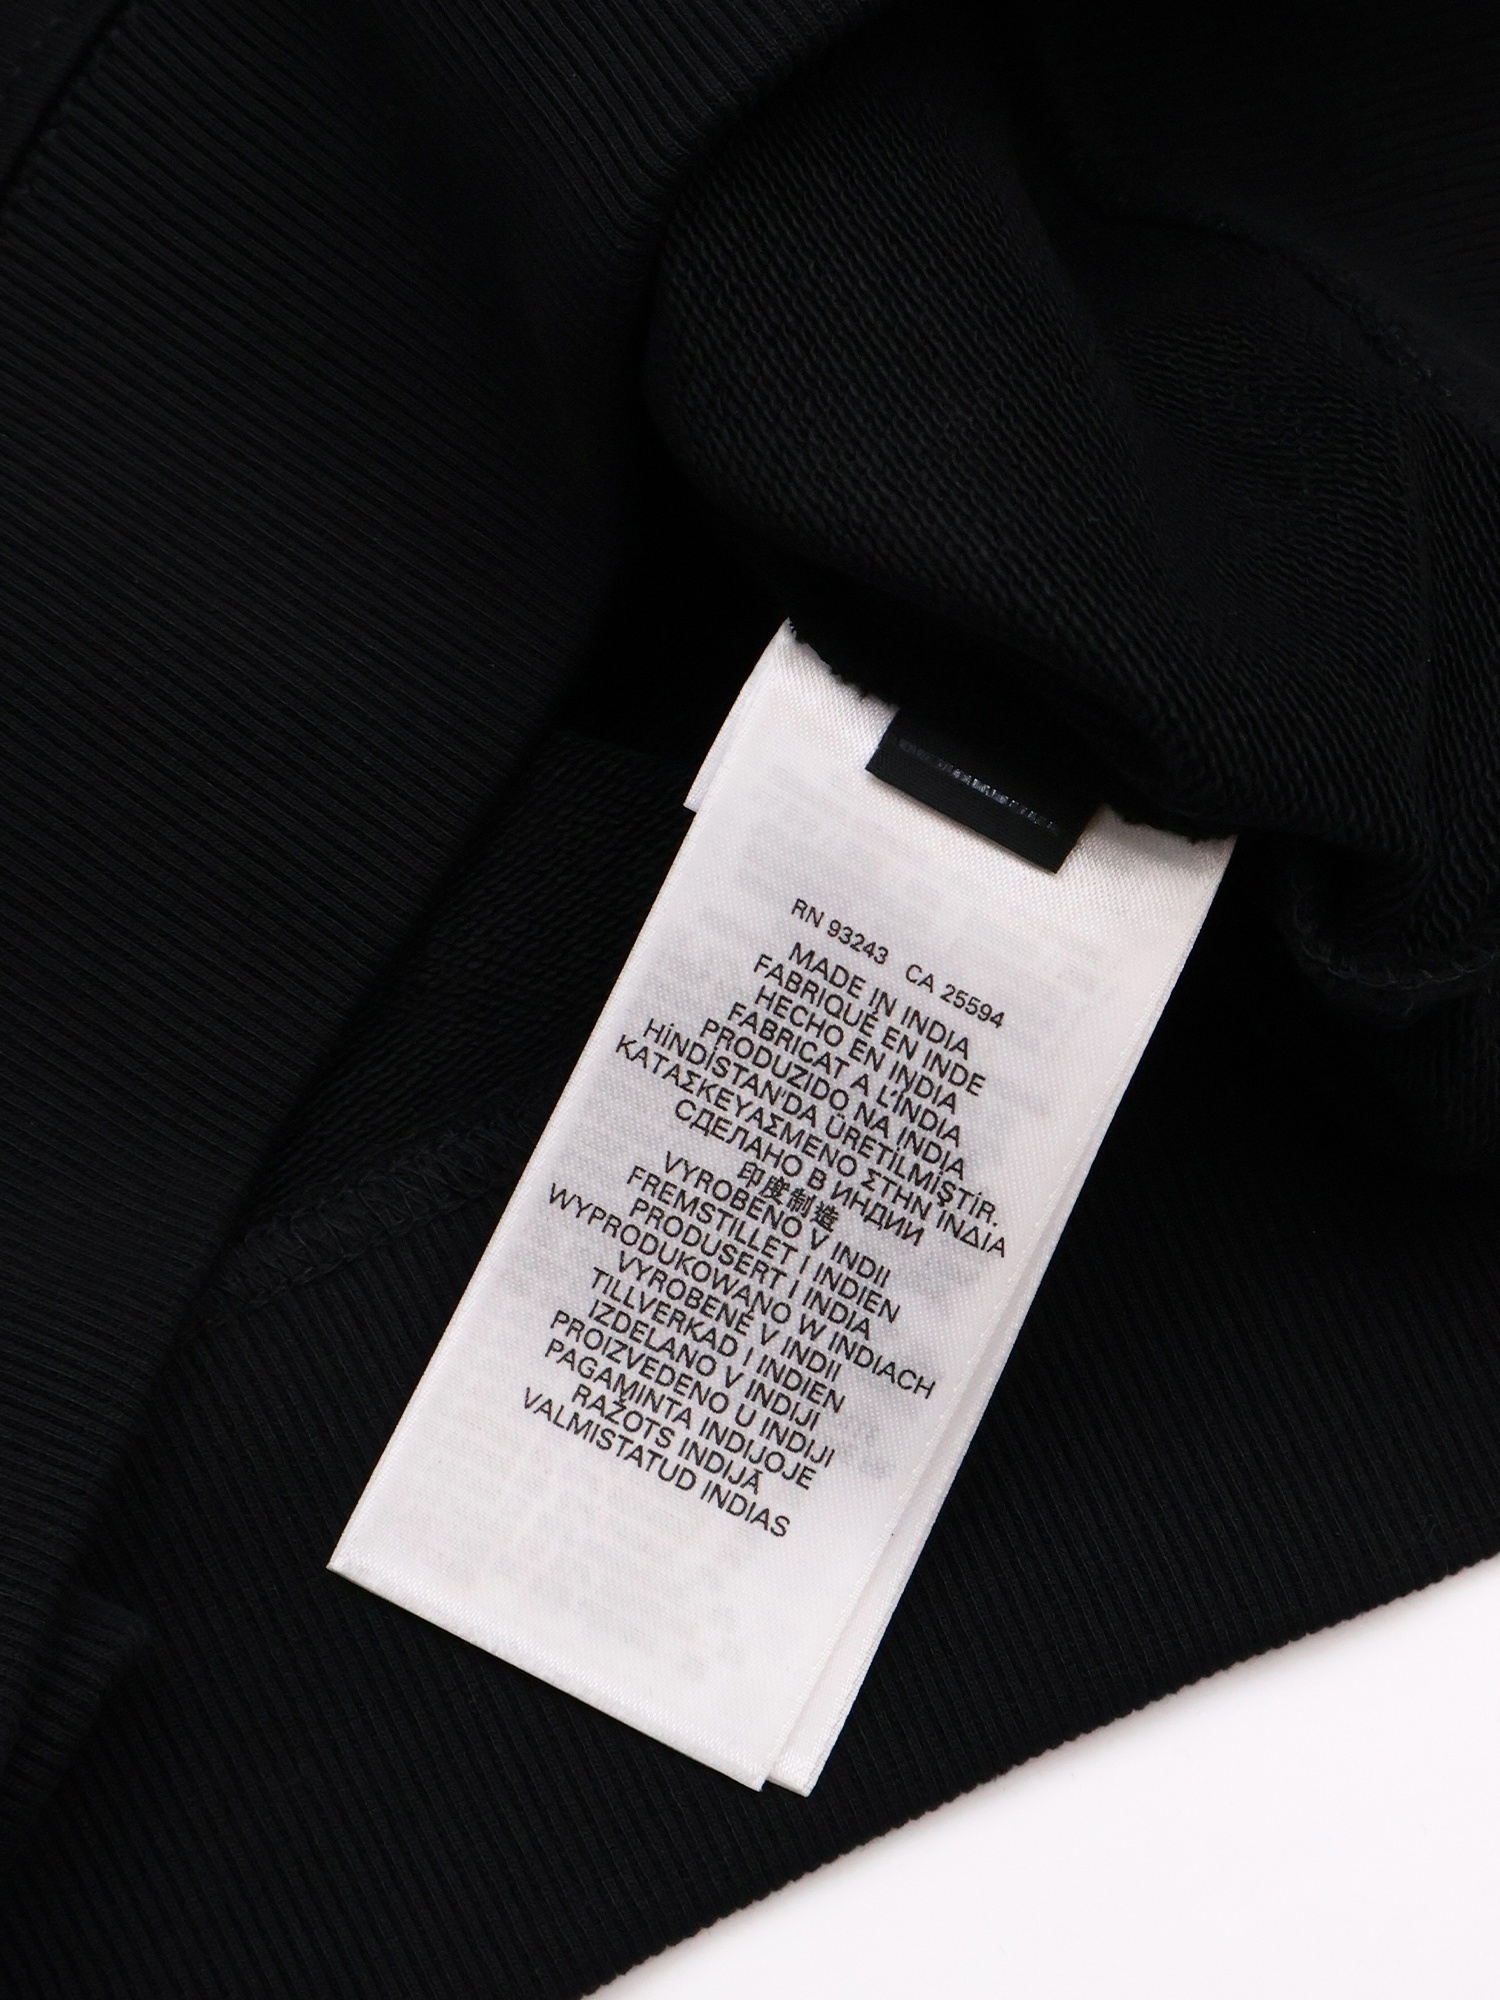 RN 93243 CA 25594
MADE IN INDIA
FABRIQUÉ EN INDE
HECHO EN INDIA
FABRICAT A L'ÍNDIA
PRODUZIDO NA INDIA
HİNDİSTAN'DA ÜRETİLMİŞTİR.
ΚΑΤΑΣΚΕΥΑΣΜΕΝΟ ΣΤΗΝ ΙΝΔΙΑ
СДЕЛАНО В ИНДИИ
印度制造
VYROBENO V INDII
FREMSTILLET I INDIEN
PRODUSERT I INDIA
WYPRODUKOWANO W INDIACH
VYROBENÉ V INDII
TILLVERKAD I INDIEN
IZDELANO V INDIJI
PROIZVEDENO U INDIJI
PAGAMINTA INDIJOJE
RAŽOTS INDIJĀ
VALMISTATUD INDIAS